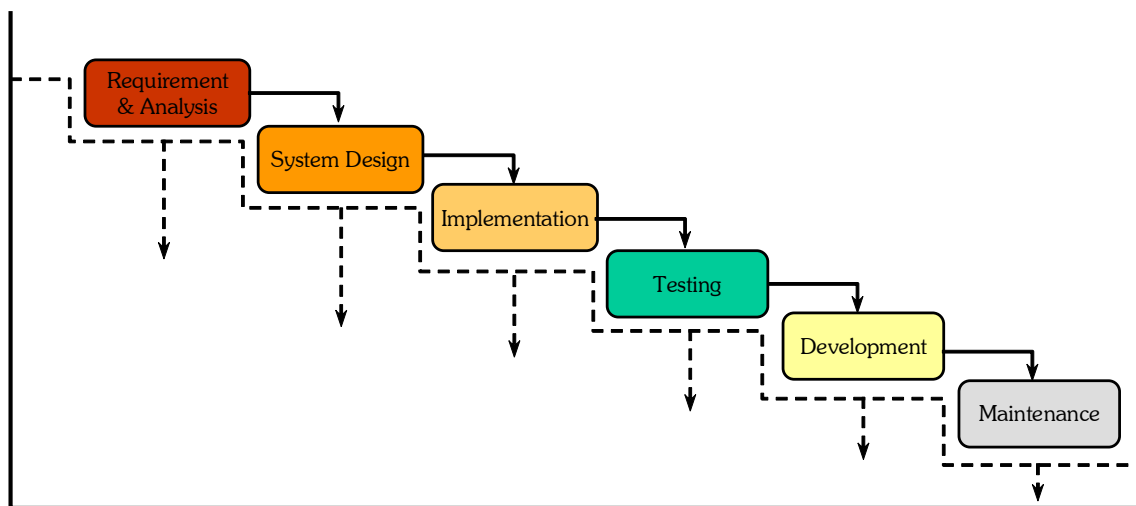 Requirement
& Analysis
System Design
Implementation
Testing
Development
Maintenance